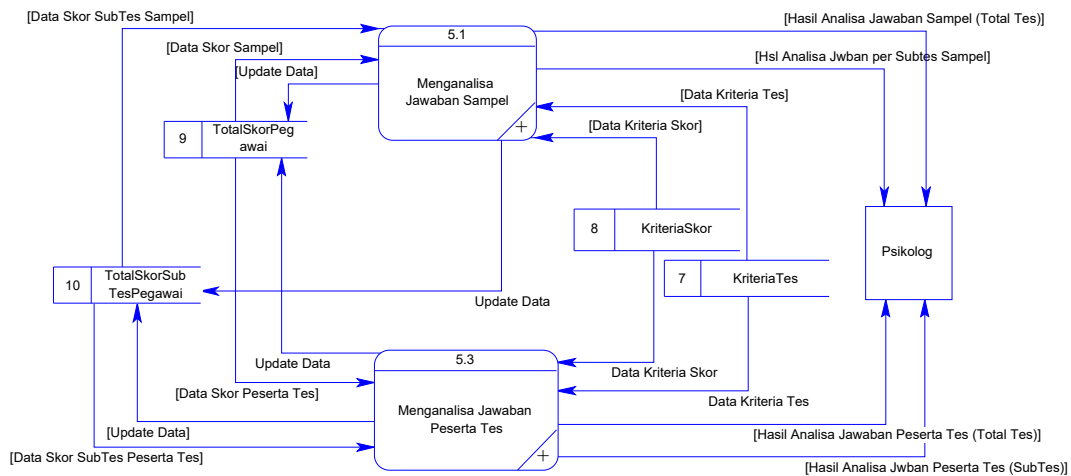 [Data Skor SubTes Sampel]
[Hasil Analisa Jawaban Sampel (Total Tes)]
5.1
[Data Skor Sampel]
[Hsl Analisa Jwban per Subtes Sampel]
[Update Data]
Menganalisa
Jawaban Sampel
[Data Kriteria Tes]
+
[Data Kriteria Skor]
9
TotalSkorPeg
awai
8
KriteriaSkor
Psikolog
10
TotalSkorSub
TesPegawai
7
KriteriaTes
Update Data
Update Data
5.3
Data Kriteria Skor
[Data Skor Peserta Tes]
Data Kriteria Tes
Menganalisa Jawaban
Peserta Tes
[Update Data]
[Hasil Analisa Jawaban Peserta Tes (Total Tes)]
[Data Skor SubTes Peserta Tes]
+
[Hasil Analisa Jwban Peserta Tes (SubTes)]